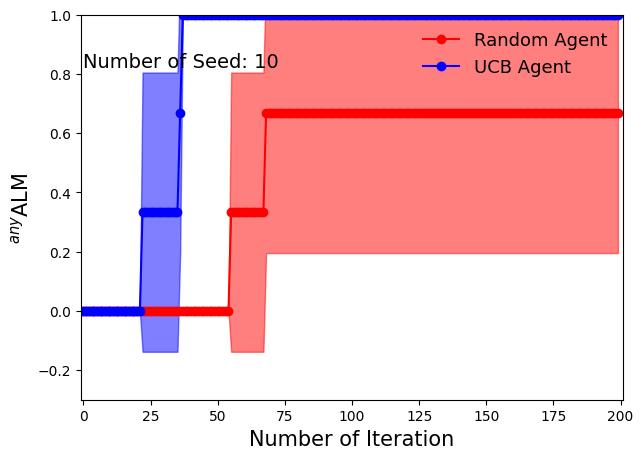 1.0
0.8
0.6
0.4
0.2
0.0
−0.2
anyALM
Number of Seed: 10
Random Agent
UCB Agent
0 25 50 75 100 125 150 175 200
Number of Iteration